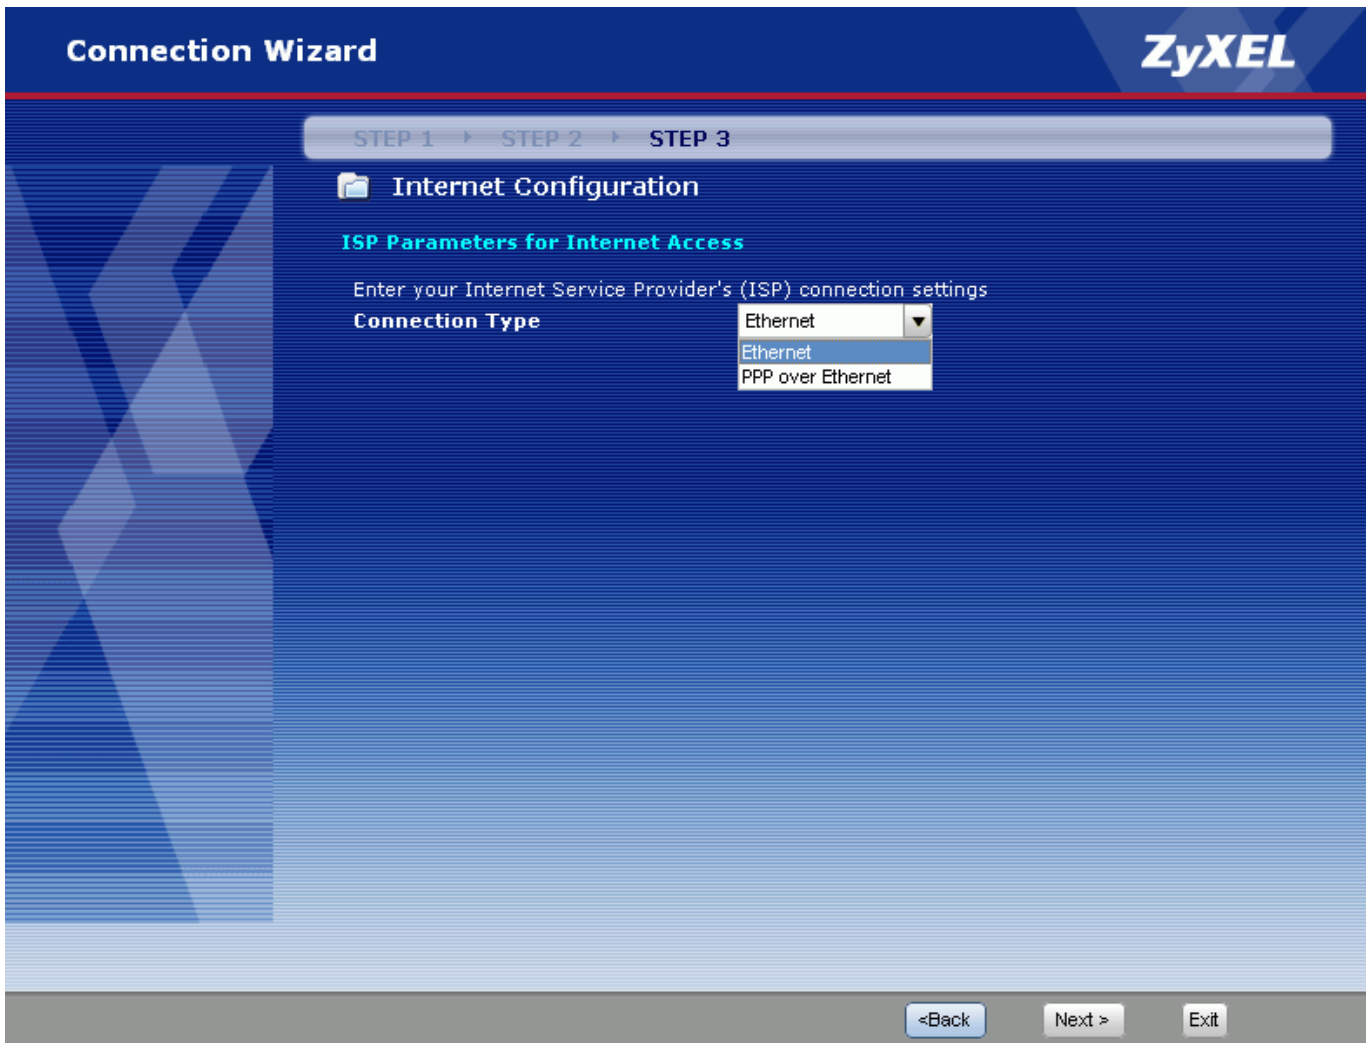 Connection Wizard
ZyXEL
STEP 1 STEP 2 STEP 3
Internet Configuration
ISP Parameters for Internet Access
Enter your Internet Service Provider's (ISP) connection settings
Connection Type Ethernet
Ethernet
PPP over Ethernet
<Back Next > Exit